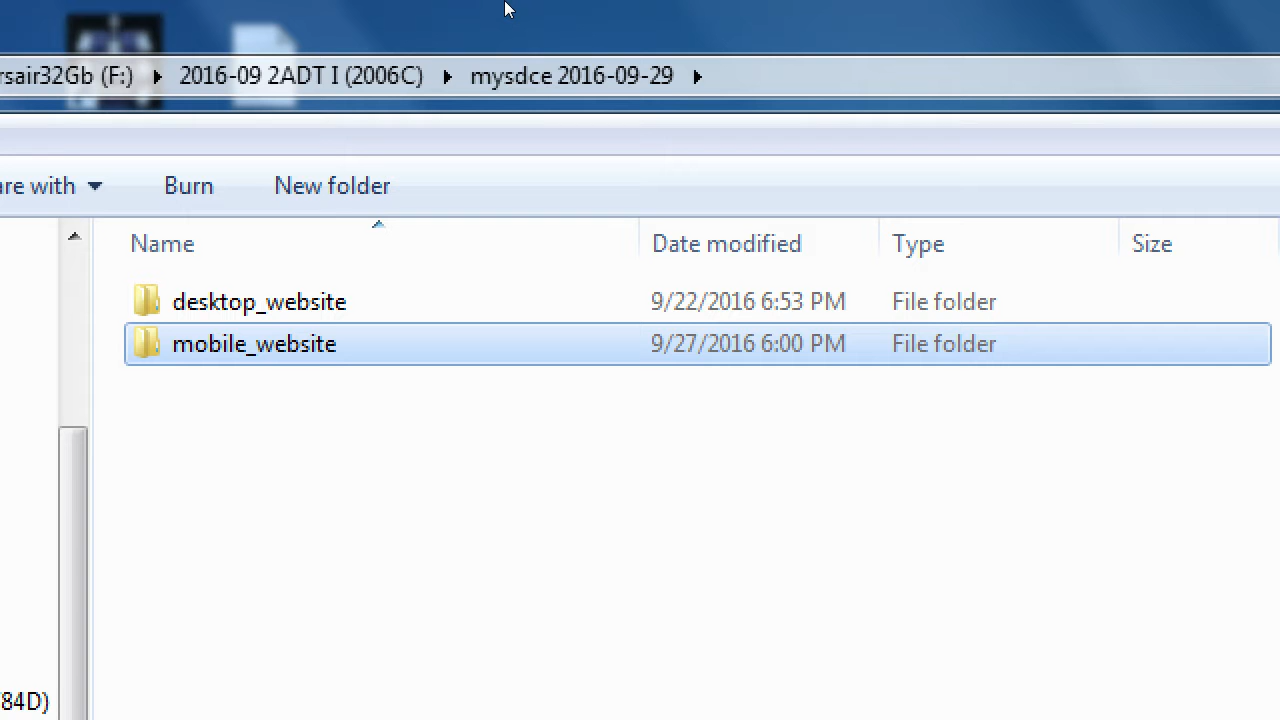 rsair32Gb (F:) 2016-09 2ADT I (2006C) mysdce 2016-09-29
are with Burn New folder
Name Date modified Type Size
desktop_website 9/22/2016 6:53 PM File folder
mobile_website 9/27/2016 6:00 PM File folder
84D)